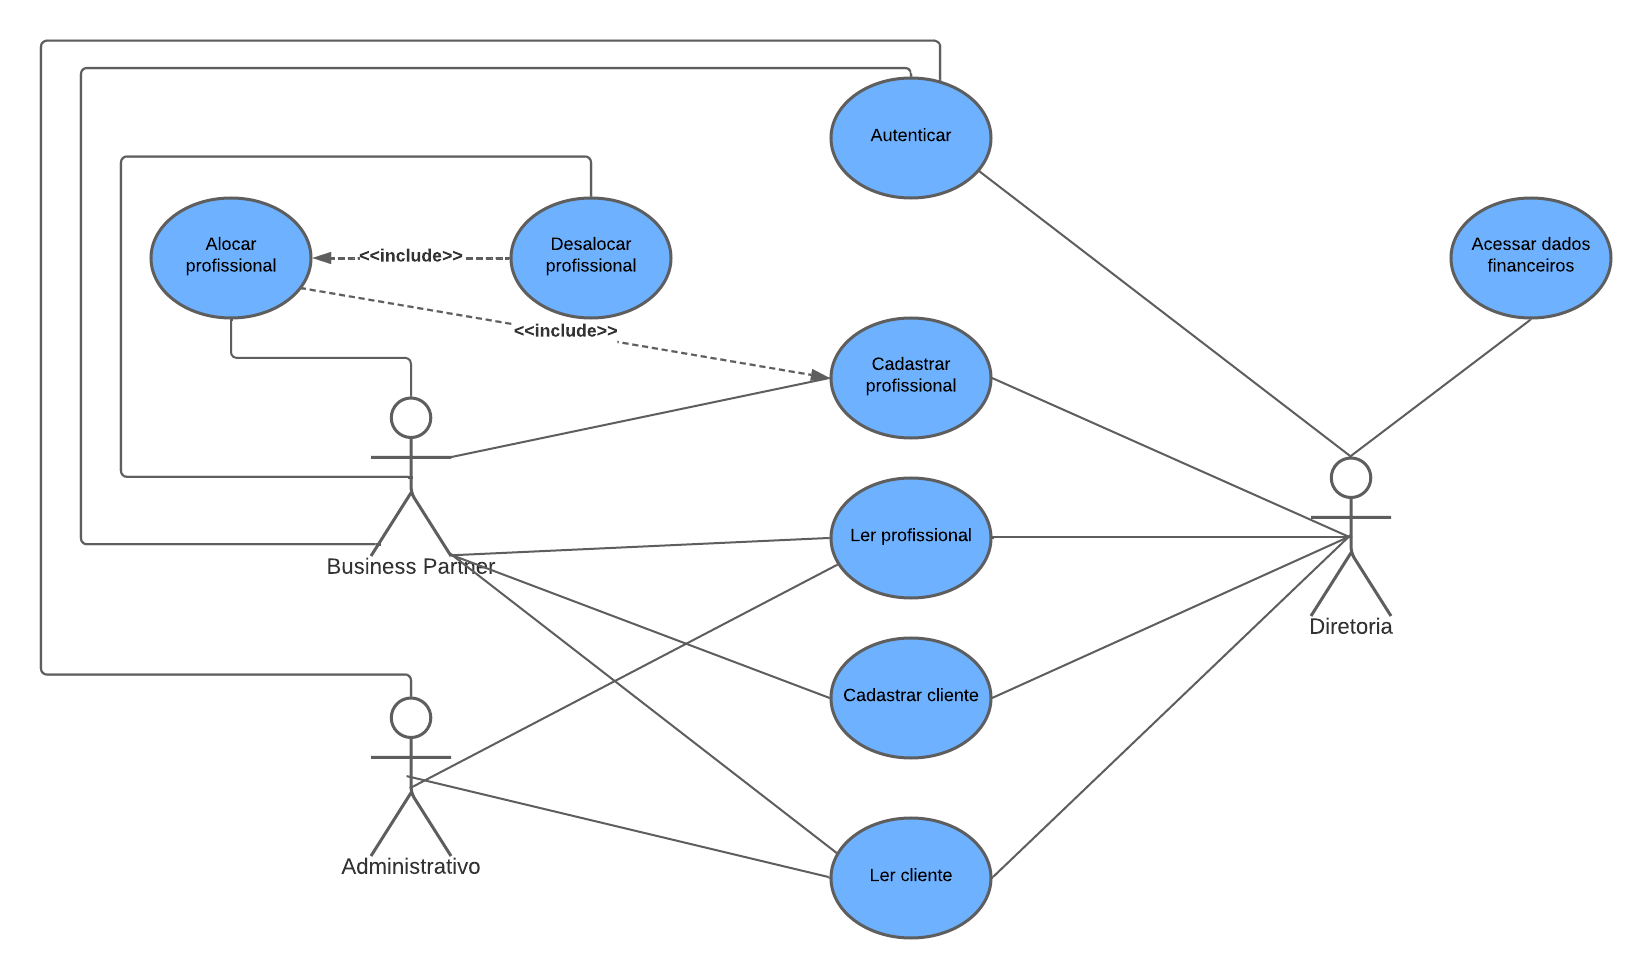 Autenticar
Alocar
profissional
<<include>>
Desalocar
profissional
Acessar dados
financeiros
<<include>>
Cadastrar
profissional
Ler profissional
Business Partner
Diretoria
Cadastrar cliente
Administrativo
Ler cliente